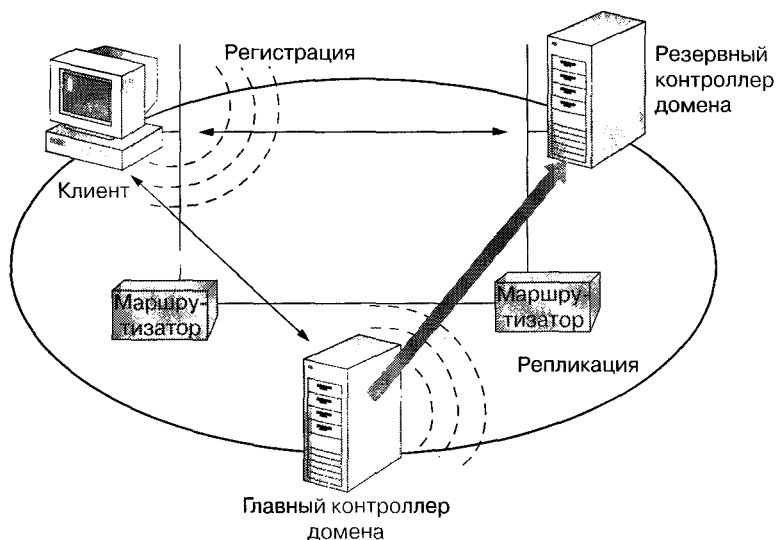 Регистрация
Резервный
контроллер
домена
Клиент
Маршру-
тизатор
Маршру-
тизатор
Репликация
Главный контроллер
домена